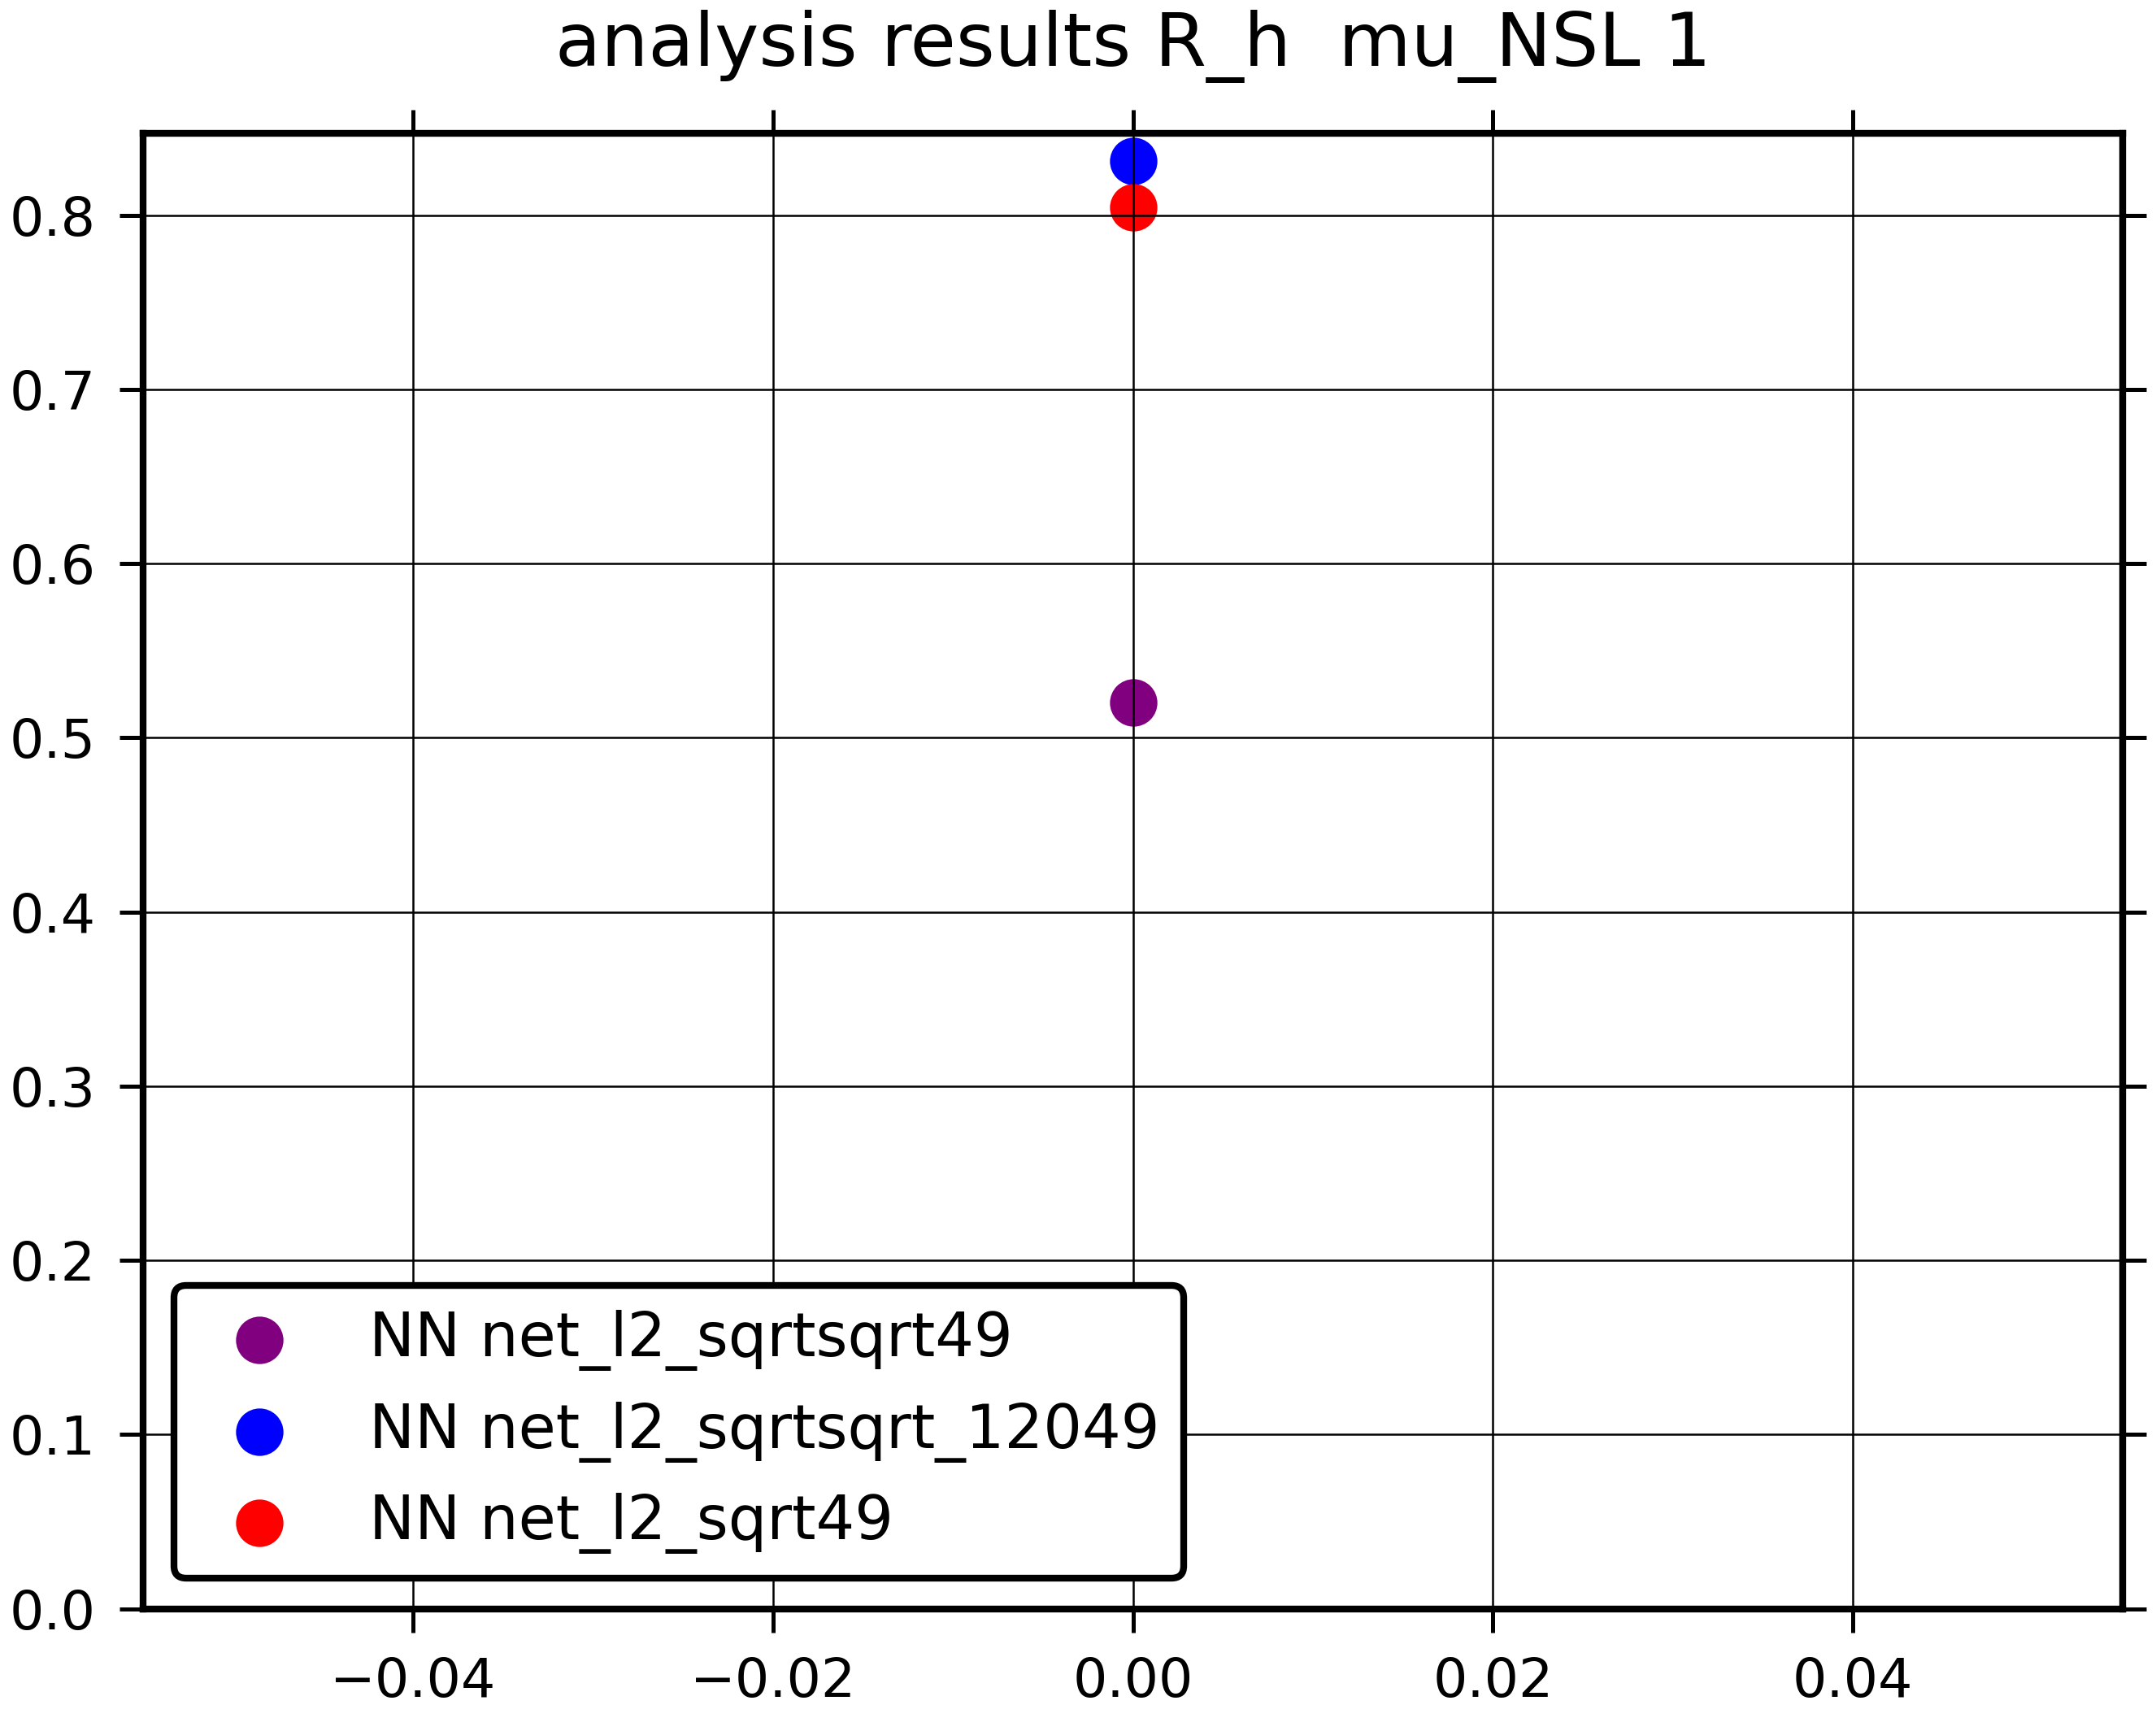 analysis results R_h  mu_NSL 1
0.8
0.7
0.6
0.5
0.4
0.3
0.2
0.1
0.0
NN net_l2_sqrtsqrt49
NN net_l2_sqrtsqrt_12049
NN net_l2_sqrt49
−0.04 −0.02 0.00 0.02 0.04